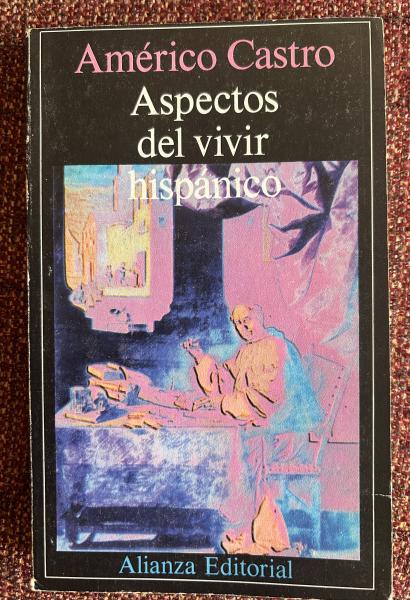 Américo Castro
Aspectos
del vivir
hispánico
Alianza Editorial